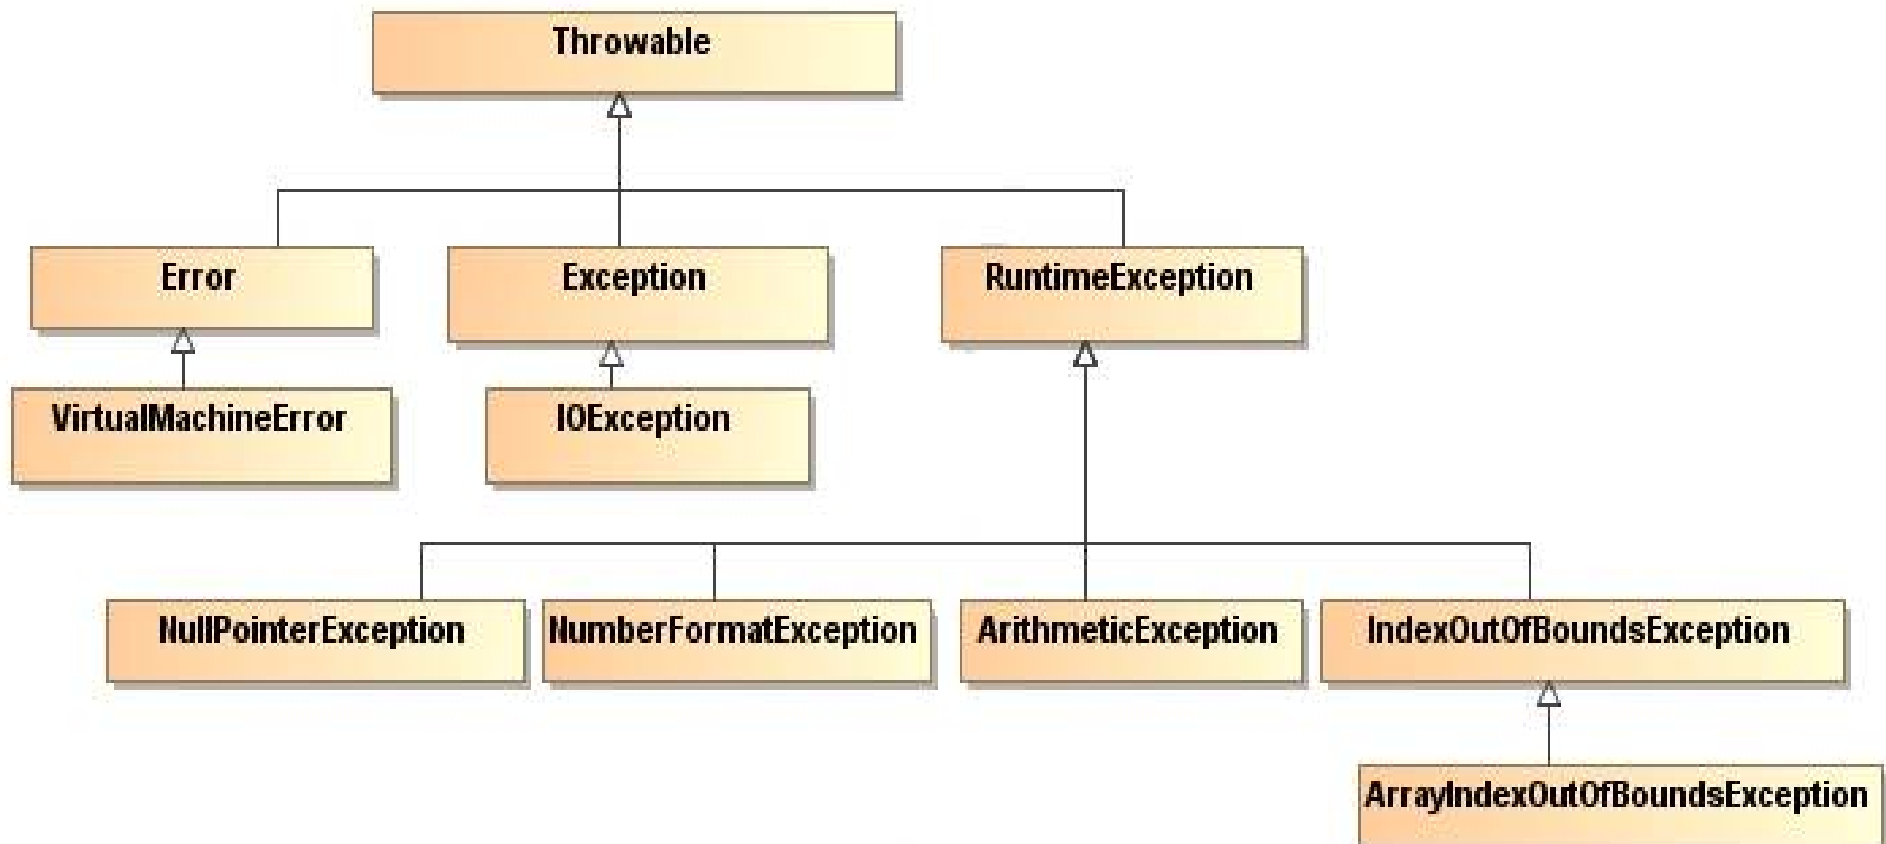 Throwable
Error
Exception
RuntimeException
VirtualMachineError
IOException
NullPointerException
NumberFormatException
ArithmeticException
IndexOutOfBoundsException
ArrayIndexOutOfBoundsException